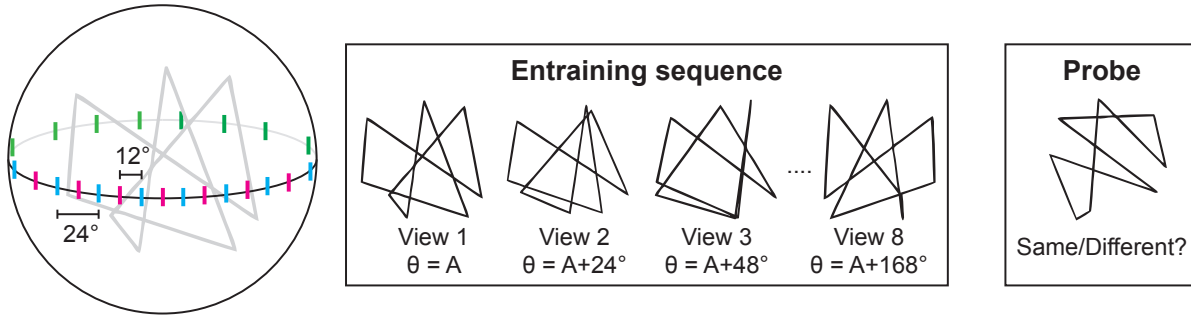 12°
24°
Entraining sequence
View 1
θ = A
View 2
θ = A+24°
View 3
θ = A+48°
....
View 8
θ = A+168°
Probe
Same/Different?